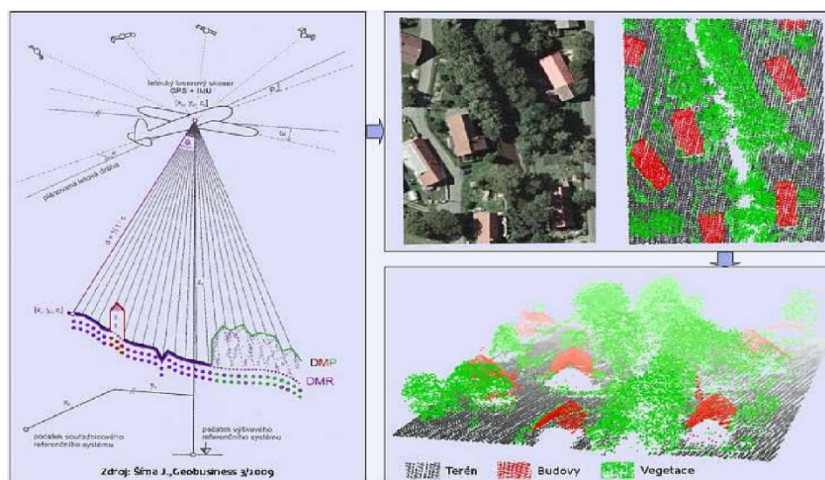 letecký laserový skener
GPS + IMU
plánovaná letová dráha
DMP
DMR
počátek souřadnicového
referenčního systému
počátek výškového
referenčního systému
Zdroj: Šíma J.,Geobusiness 3/2009
Terén
Budovy
Vegetace